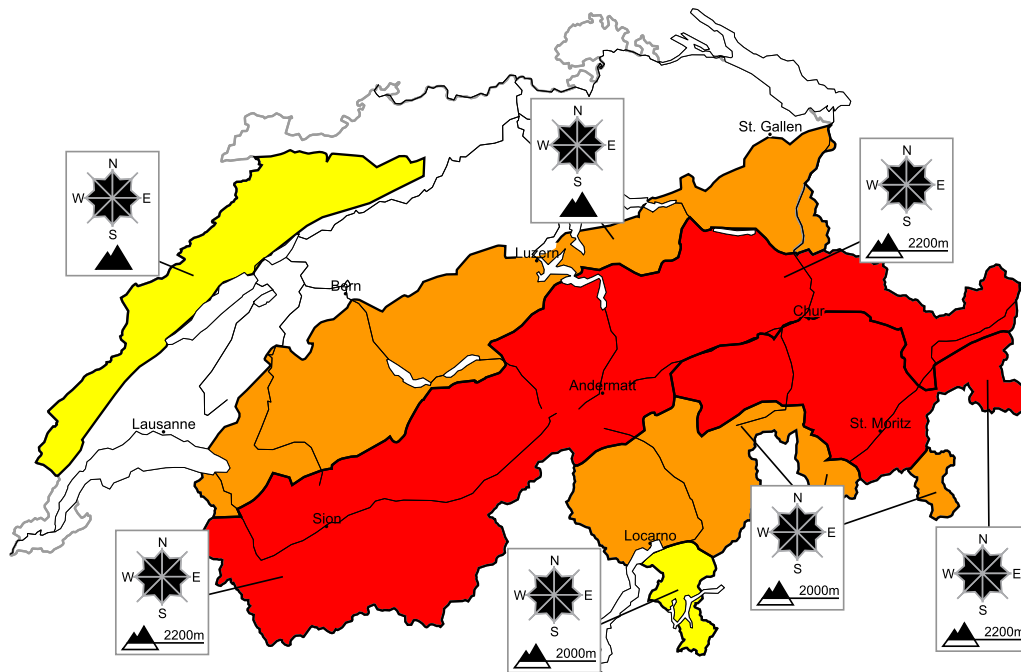 N
W E
S
St. Gallen
N
W E
S
N
W E
S
N
W E
S
2200m
Luzern
Bern
Chur
Andermatt
St. Moritz
Lausanne
Sion
Locarno
N
W E
S
2000m
N
W E
S
2200m
N
W E
S
2200m
N
W E
S
2000m